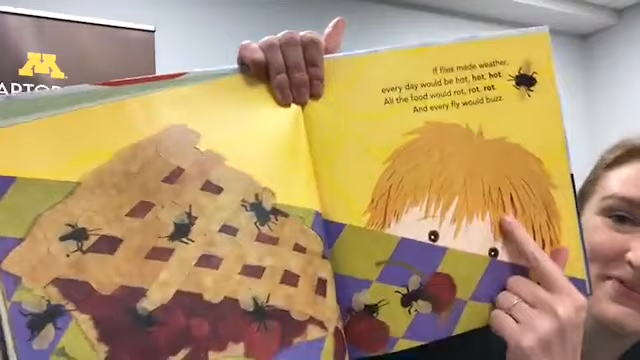 M
If flies made weather,
every day would be hot, hot, hot.
All the food would rot, rot, rot.
And every fly would buzz.